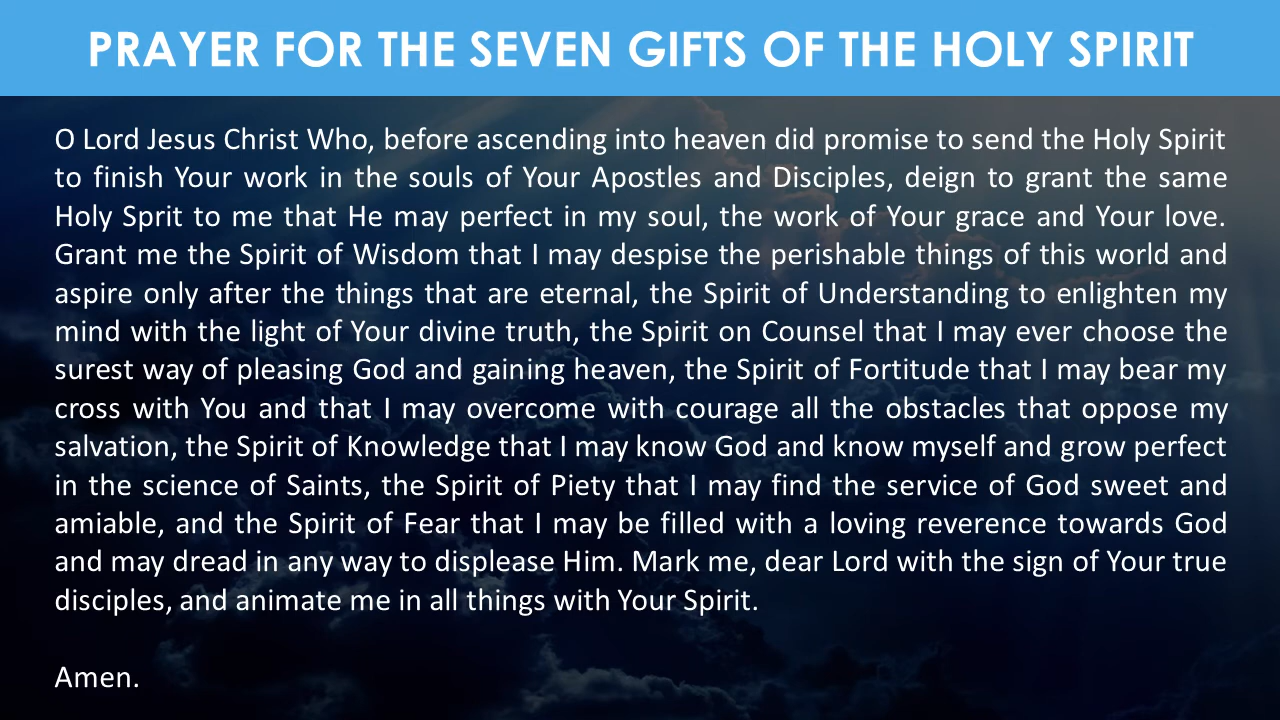 PRAYER FOR THE SEVEN GIFTS OF THE HOLY SPIRIT
O Lord Jesus Christ Who, before ascending into heaven did promise to send the Holy Spirit
to finish Your work in the souls of Your Apostles and Disciples, deign to grant the same
Holy Sprit to me that He may perfect in my soul, the work of Your grace and Your love.
Grant me the Spirit of Wisdom that I may despise the perishable things of this world and
aspire only after the things that are eternal, the Spirit of Understanding to enlighten my
mind with the light of Your divine truth, the Spirit on Counsel that I may ever choose the
surest way of pleasing God and gaining heaven, the Spirit of Fortitude that I may bear my
cross with You and that I may overcome with courage all the obstacles that oppose my
salvation, the Spirit of Knowledge that I may know God and know myself and grow perfect
in the science of Saints, the Spirit of Piety that I may find the service of God sweet and
amiable, and the Spirit of Fear that I may be filled with a loving reverence towards God
and may dread in any way to displease Him. Mark me, dear Lord with the sign of Your true
disciples, and animate me in all things with Your Spirit.
Amen.